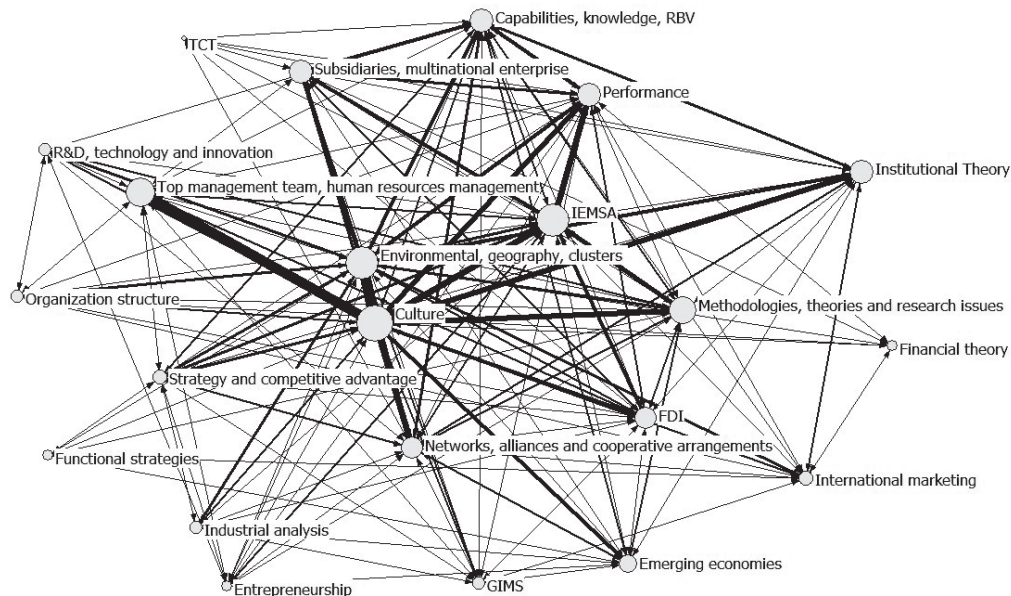 Capabilities, knowledge, RBV
TCT
Subsidiaries, multinational enterprise
Performance
R&D, technology and innovation
Institutional Theory
Top management team, human resources management
IEMSA
Environmental, geography, clusters
Organization structure
Culture
Methodologies, theories and research issues
Financial theory
Strategy and competitive advantage
FDI
Networks, alliances and cooperative arrangements
Functional strategies
International marketing
Industrial analysis
Emerging economies
Entrepreneurship
GIMS